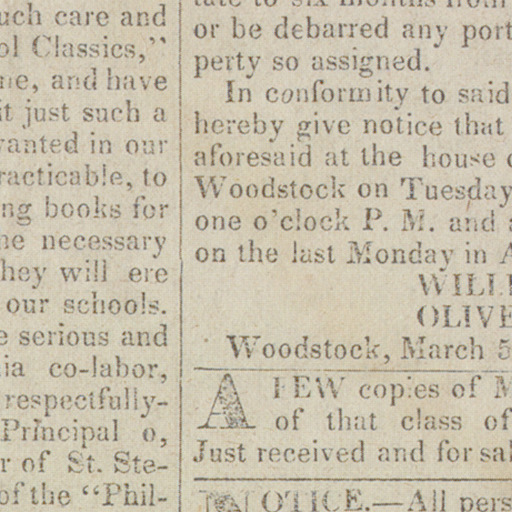 such care and
ol Classics,"
ne, and have
it just such a
wanted in our
racticable, to
ng books for
he necessary
they will ere
our schools.
e serious and
ia co-labor,
respectfully-
Principal o,
r of St. Ste-
of the "Phil-
tate to six months from
or be debarred any port
perty so assigned.
In conformity to said
hereby give notice that
aforesaid at the house
Woodstock on Tuesday
one o'clock P. M. and
on the last Monday in A
WILL
OLIVE
Woodstock, March 5
A FEW copies of M
of that class of
Just received and for sal
NOTICE.—All pers